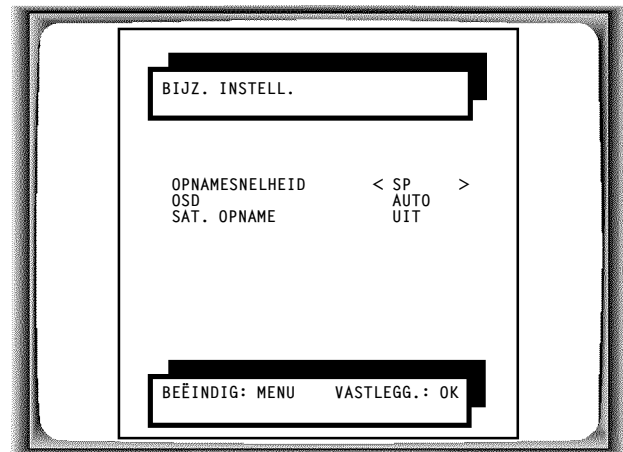 BIJZ. INSTELL.
OPNAMESNELHEID < SP >
OSD AUTO
SAT. OPNAME UIT
BEËINDIG: MENU VASTLEGG.: OK